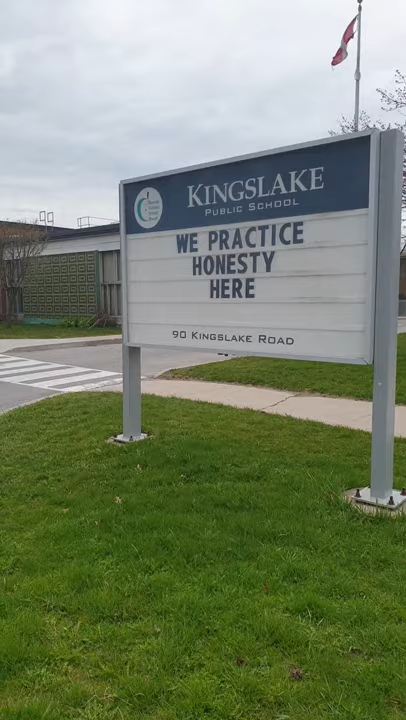 KINGSLAKE
PUBLIC SCHOOL
WE PRACTICE
HONESTY
HERE
90 KINGSLAKE ROAD